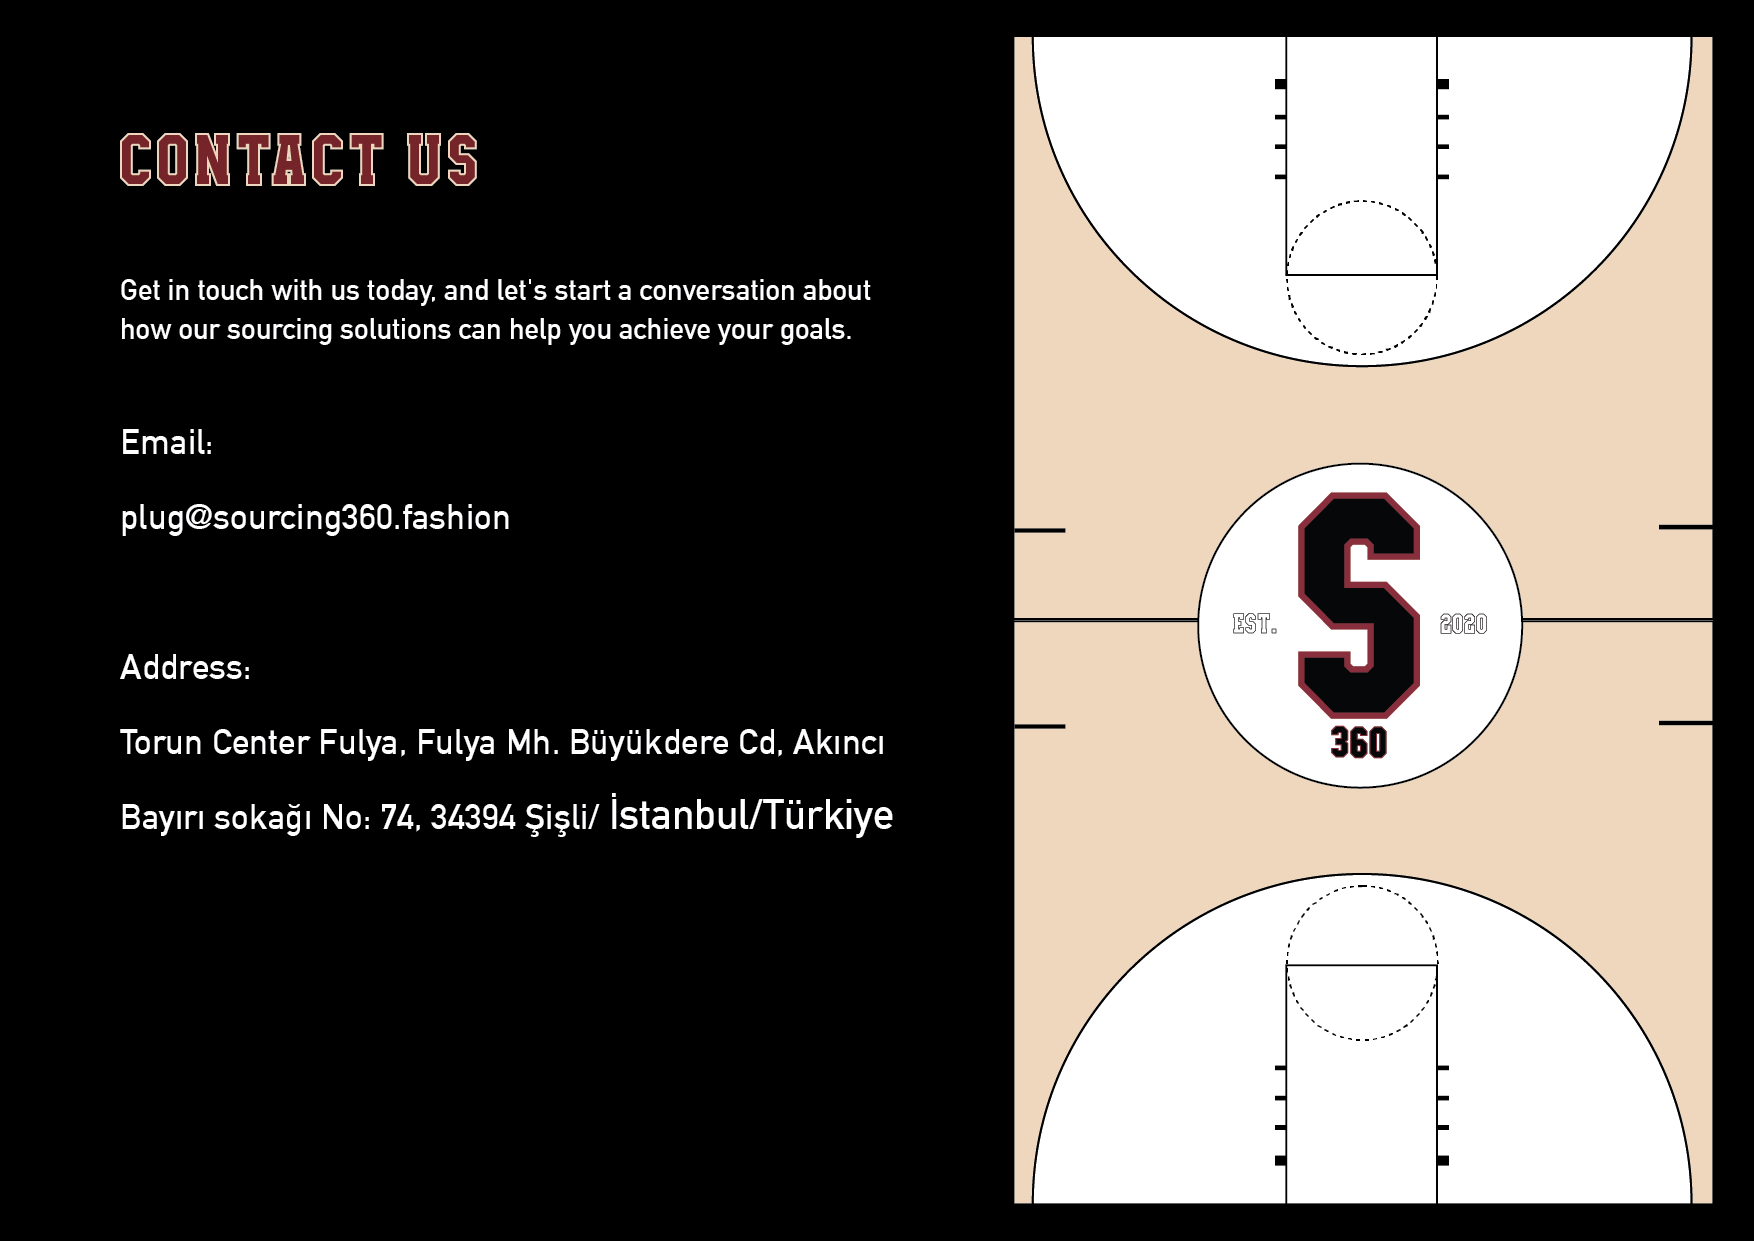 CONTACT US
Get in touch with us today, and let's start a conversation about
how our sourcing solutions can help you achieve your goals.
Email:
plug@sourcing360.fashion
Address:
Torun Center Fulya, Fulya Mh. Büyükdere Cd, Akıncı
Bayırı sokağı No: 74, 34394 Şişli/ İstanbul/Türkiye
EST. S 2020
360